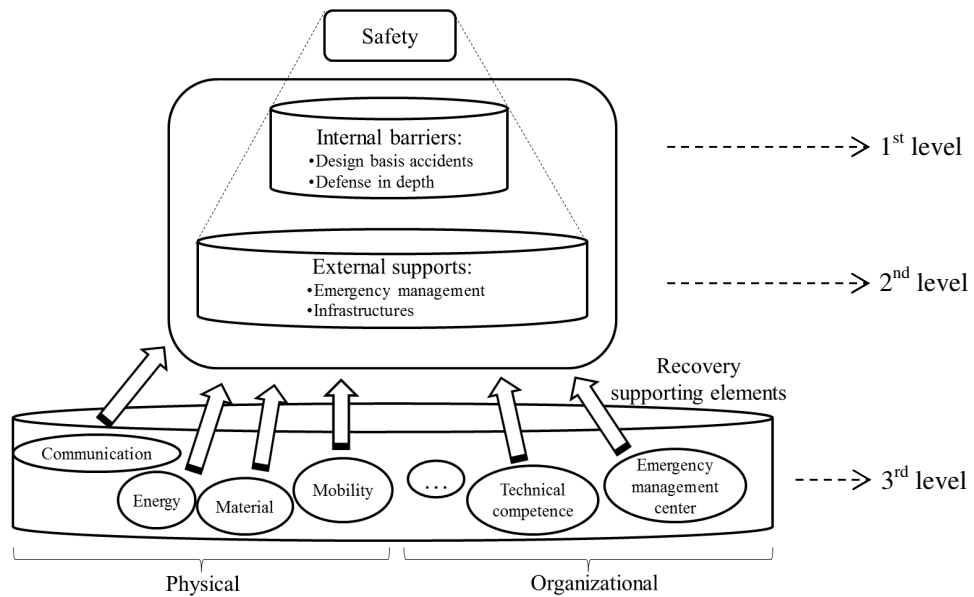 Safety
Internal barriers:
•Design basis accidents
•Defense in depth
1st level
External supports:
•Emergency management
•Infrastructures
2nd level
Recovery
supporting elements
Communication
Energy
Material
Mobility
...
Technical
competence
Emergency
management
center
3rd level
Physical
Organizational